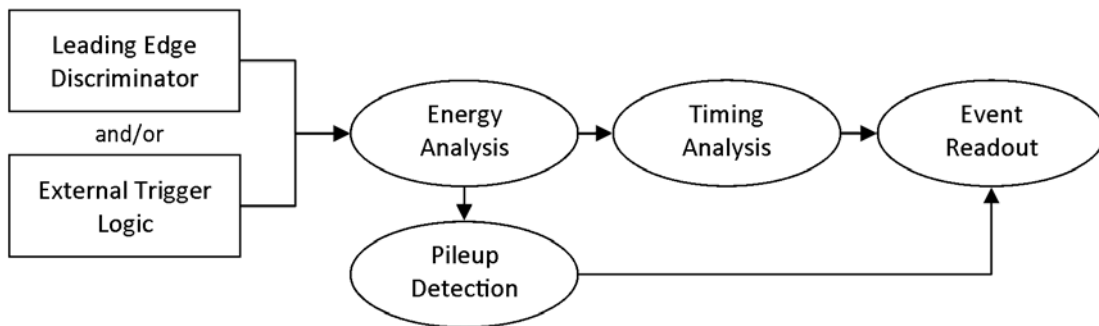 Leading Edge
Discriminator
and/or
External Trigger
Logic
Energy
Analysis
Timing
Analysis
Event
Readout
Pileup
Detection